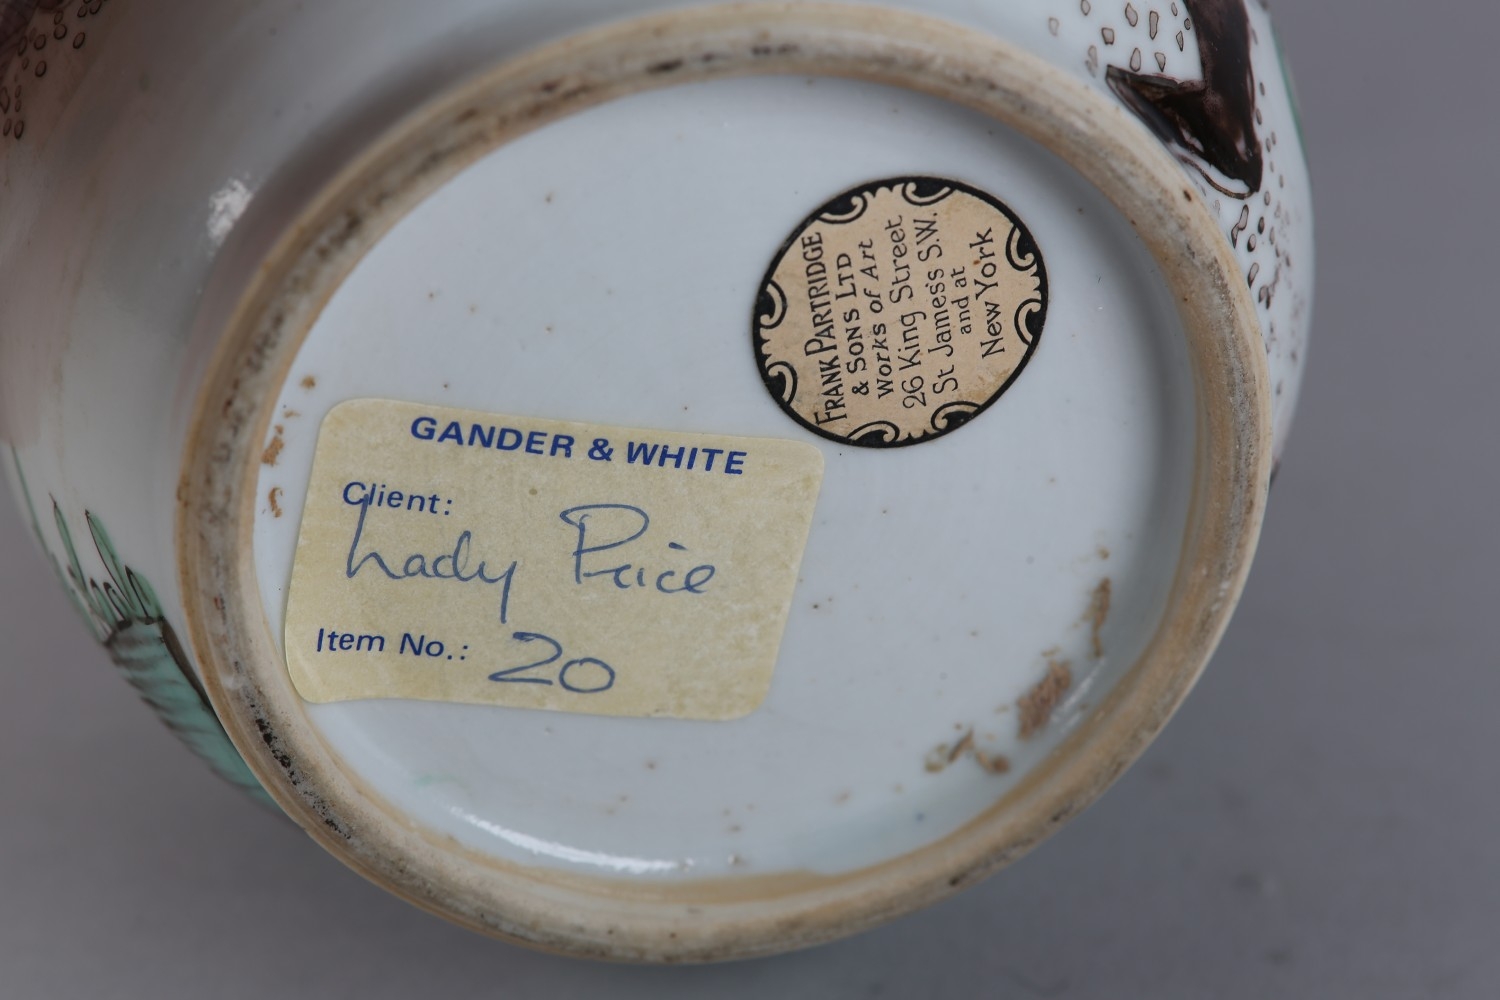 FRANK PARTRIDGE
& SONS LTD
Works of Art
26 King Street
St James's S.W.
and at
New York
GANDER & WHITE
Client:
Lady Price
Item No.: 20